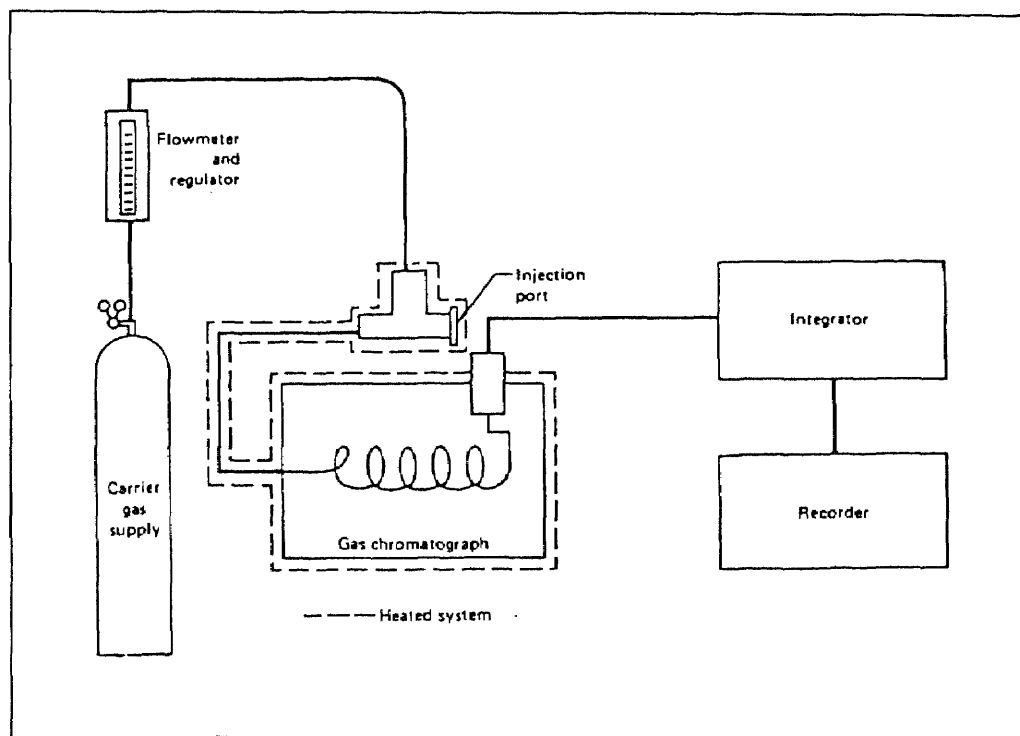 Flowmeter
and
regulator
Injection
port
Integrator
Carrier
gas
supply
Gas chromatograph
Recorder
Heated system